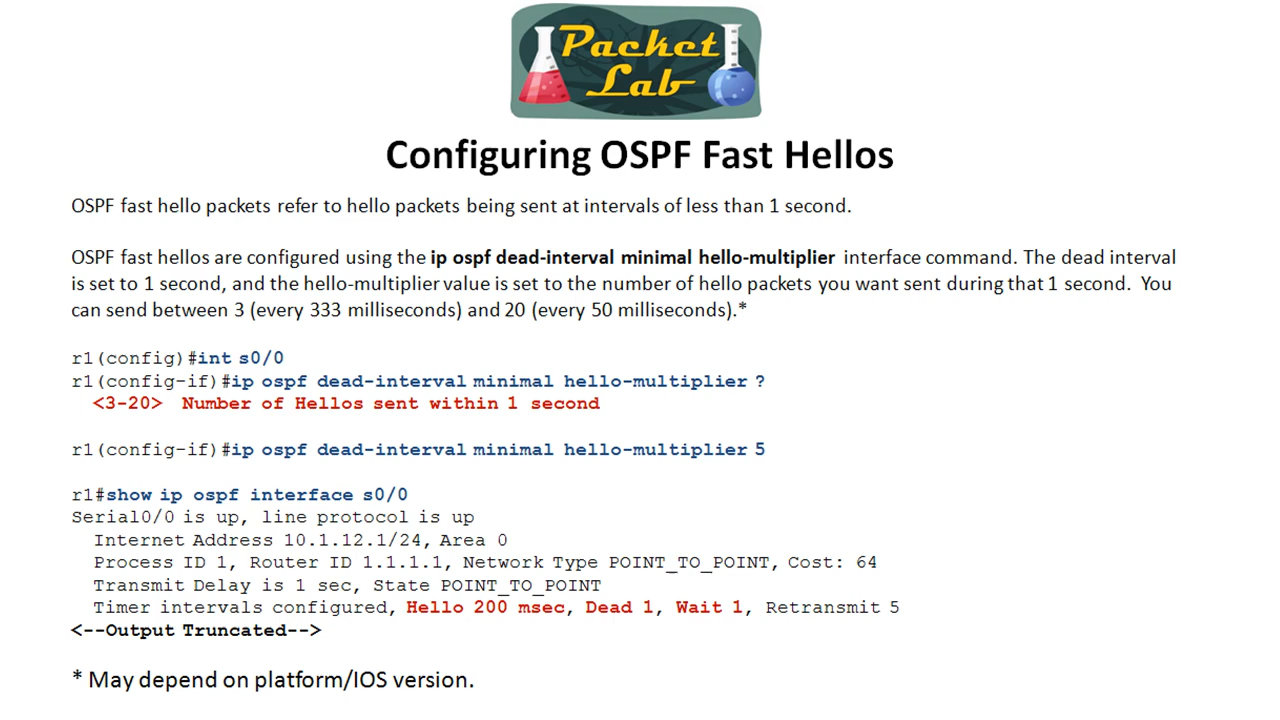 Packet
Lab
Configuring OSPF Fast Hellos
OSPF fast hello packets refer to hello packets being sent at intervals of less than 1 second.
OSPF fast hellos are configured using the ip ospf dead-interval minimal hello-multiplier interface command. The dead interval
is set to 1 second, and the hello-multiplier value is set to the number of hello packets you want sent during that 1 second. You
can send between 3 (every 333 milliseconds) and 20 (every 50 milliseconds).*
r1(config)#int s0/0
r1(config-if)#ip ospf dead-interval minimal hello-multiplier ?
<3-20> Number of Hellos sent within 1 second
r1(config-if)#ip ospf dead-interval minimal hello-multiplier 5
r1#show ip ospf interface s0/0
Serial0/0 is up, line protocol is up
Internet Address 10.1.12.1/24, Area 0
Process ID 1, Router ID 1.1.1.1, Network Type POINT_TO_POINT, Cost: 64
Transmit Delay is 1 sec, State POINT_TO_POINT
Timer intervals configured, Hello 200 msec, Dead 1, Wait 1, Retransmit 5
<--Output Truncated-->
* May depend on platform/IOS version.